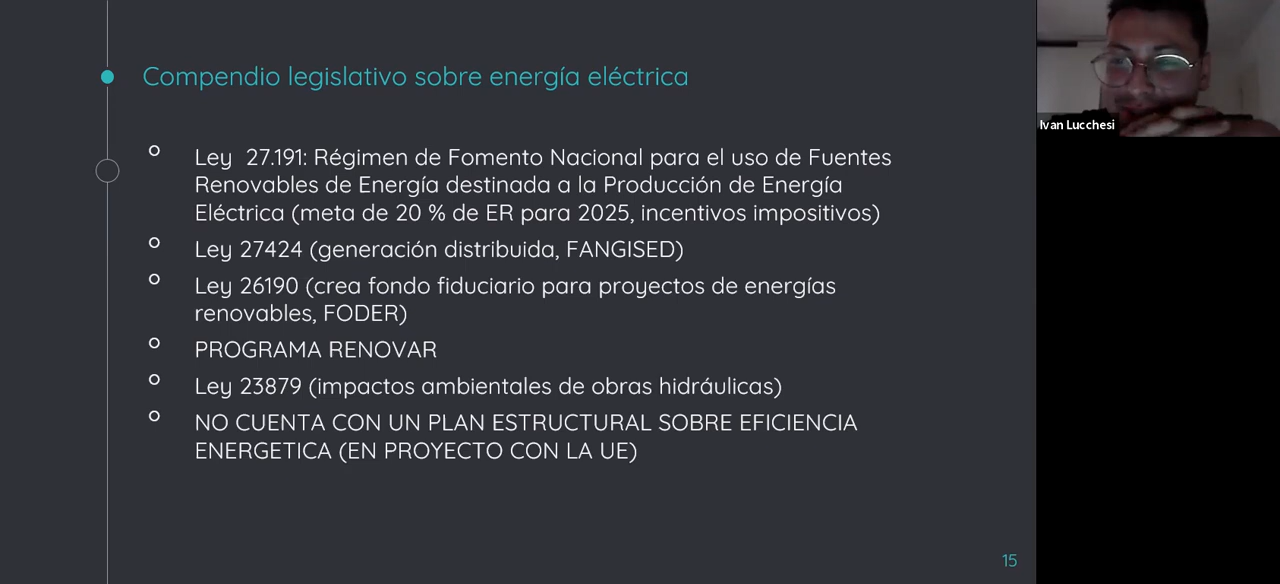 Compendio legislativo sobre energía eléctrica
Ley 27.191: Régimen de Fomento Nacional para el uso de Fuentes
Renovables de Energía destinada a la Producción de Energía
Eléctrica (meta de 20 % de ER para 2025, incentivos impositivos)
Ley 27424 (generación distribuida, FANGISED)
Ley 26190 (crea fondo fiduciario para proyectos de energías
renovables, FODER)
PROGRAMA RENOVAR
Ley 23879 (impactos ambientales de obras hidráulicas)
NO CUENTA CON UN PLAN ESTRUCTURAL SOBRE EFICIENCIA
ENERGETICA (EN PROYECTO CON LA UE)
15
Ivan Lucchesi